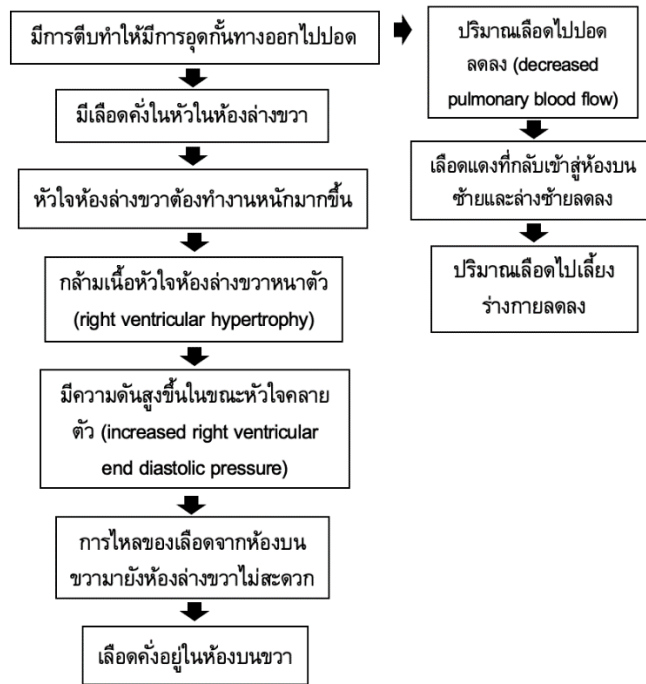 มีการตีบทำให้มีการอุดกั้นทางออกไปปอด
มีเลือดคั่งในหัวในห้องล่างขวา
หัวใจห้องล่างขวาต้องทำงานหนักมากขึ้น
กล้ามเนื้อหัวใจห้องล่างขวาหนาตัว
(right ventricular hypertrophy)
มีความดันสูงขึ้นในขณะหัวใจคลาย
ตัว (increased right ventricular
end diastolic pressure)
การไหลของเลือดจากห้องบน
ขวามายังห้องล่างขวาไม่สะดวก
เลือดคั่งอยู่ในห้องบนขวา
ปริมาณเลือดไปปอด
ลดลง (decreased
pulmonary blood flow)
เลือดแดงที่กลับเข้าสู่ห้องบน
ซ้ายและล่างซ้ายลดลง
ปริมาณเลือดไปเลี้ยง
ร่างกายลดลง